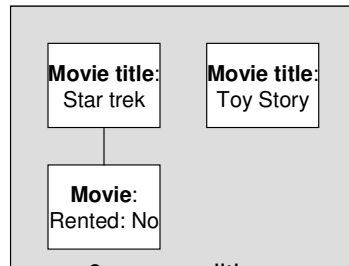 Movie title:
Star trek
Movie title:
Toy Story
Movie:
Rented: No